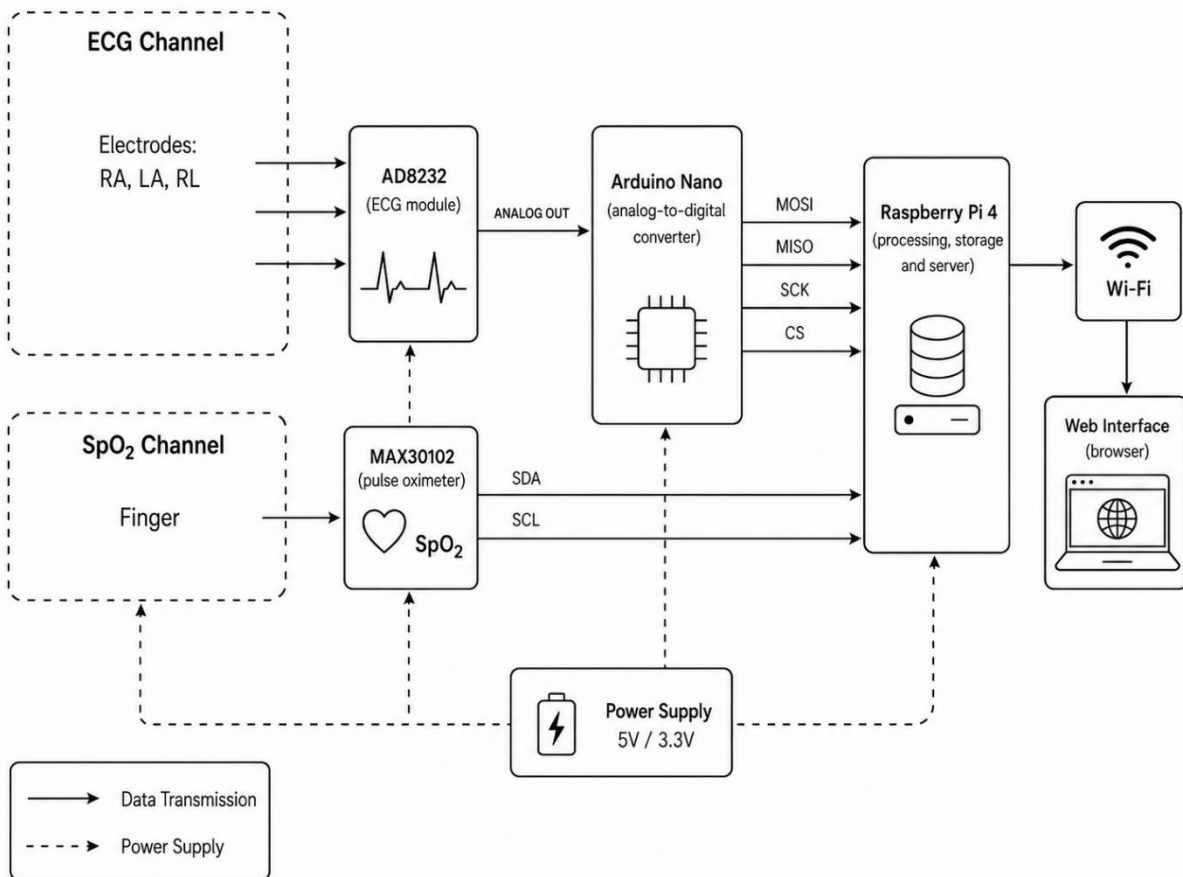 ECG Channel
Electrodes:
RA, LA, RL
AD8232
(ECG module)
ANALOG OUT
Arduino Nano
(analog-to-digital
converter)
MOSI
MISO
SCK
CS
Raspberry Pi 4
(processing, storage
and server)
Wi-Fi
Web Interface
(browser)
SpO₂ Channel
Finger
MAX30102
(pulse oximeter)
SpO₂
SDA
SCL
Power Supply
5V / 3.3V
Data Transmission
Power Supply